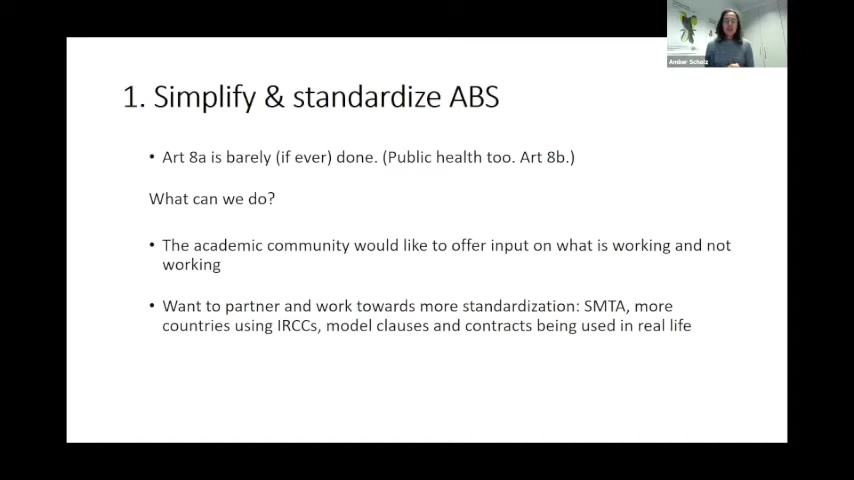 Amber Scholz
1. Simplify & standardize ABS
• Art 8a is barely (if ever) done. (Public health too. Art 8b.)
What can we do?
• The academic community would like to offer input on what is working and not
working
• Want to partner and work towards more standardization: SMTA, more
countries using IRCCs, model clauses and contracts being used in real life